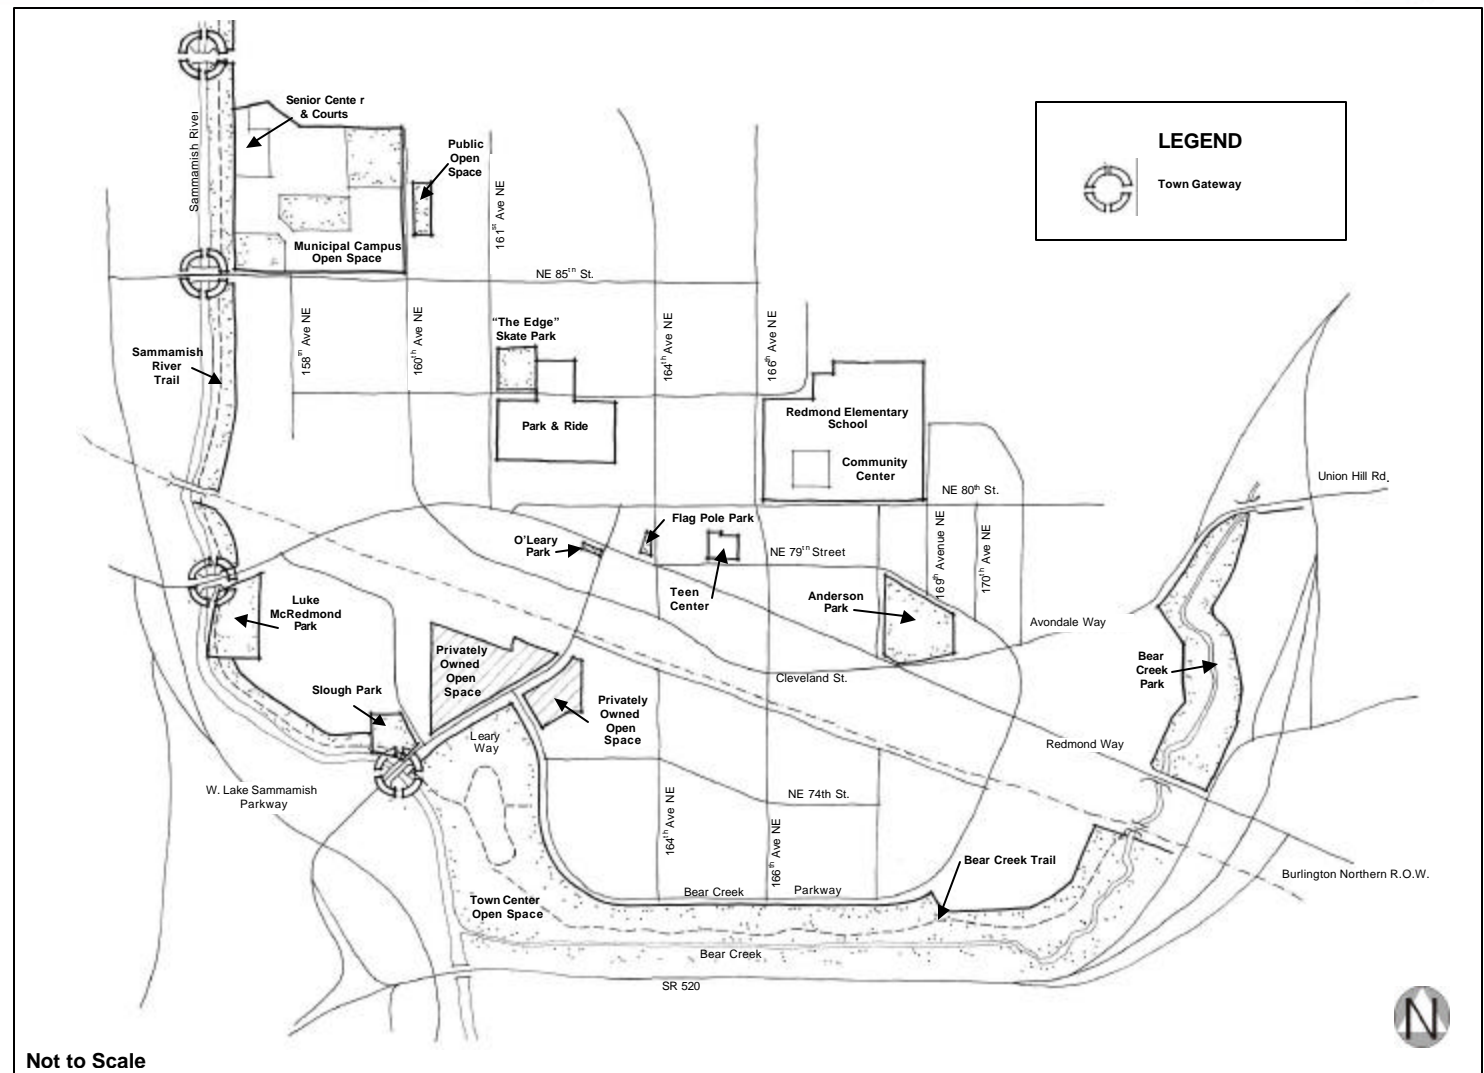 Senior Cente r
& Courts
LEGEND
Town Gateway
Sammamish River
Public
Open
Space
161st Ave NE
Municipal Campus
Open Space
NE 85th St.
"The Edge"
Skate Park
158th Ave NE
160th Ave NE
164th Ave NE
166th Ave NE
Sammamish
River
Trail
Redmond Elementary
School
Park & Ride
Community
Center
Union Hill Rd.
NE 80th St.
Flag Pole Park
O'Leary
Park
NE 79th Street
169th Avenue NE
170th Ave NE
Teen
Center
Anderson
Park
Luke
McRedmond
Park
Avondale Way
Privately
Owned
Open
Space
Bear
Creek
Park
Cleveland St.
Slough Park
Privately
Owned
Open
Space
Leary
Way
Redmond Way
W. Lake Sammamish
Parkway
NE 74th St.
164th Ave NE
166th Ave NE
Bear Creek Trail
Burlington Northern R.O.W.
Bear Creek Parkway
Town Center
Open Space
Bear Creek
SR 520
N
Not to Scale